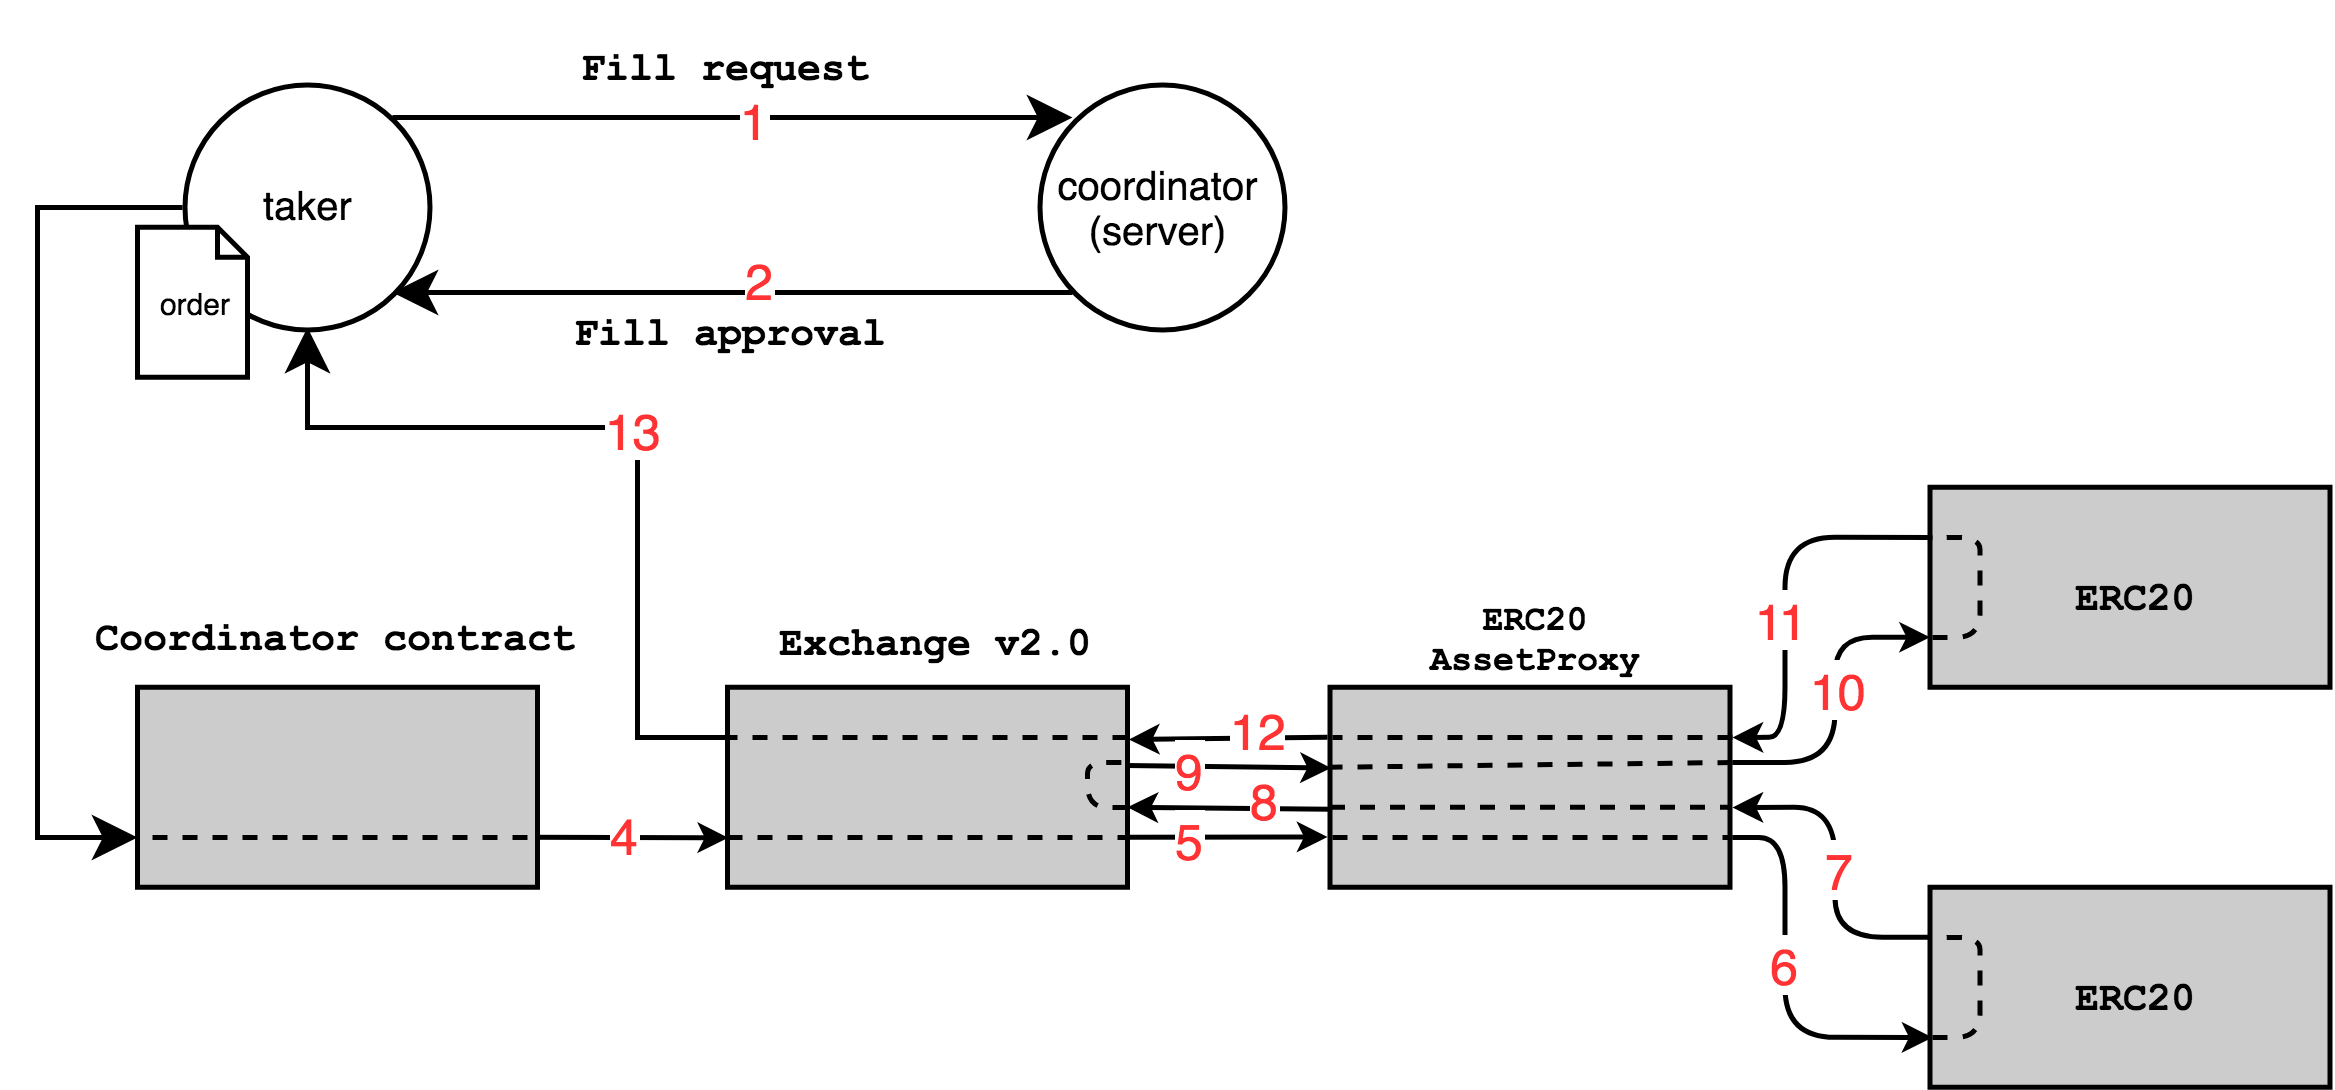 Fill request
1
taker
coordinator
(server)
order
2
Fill approval
13
Coordinator contract
Exchange v2.0
ERC20
AssetProxy
ERC20
11
10
12
9
8
4
5
7
6
ERC20